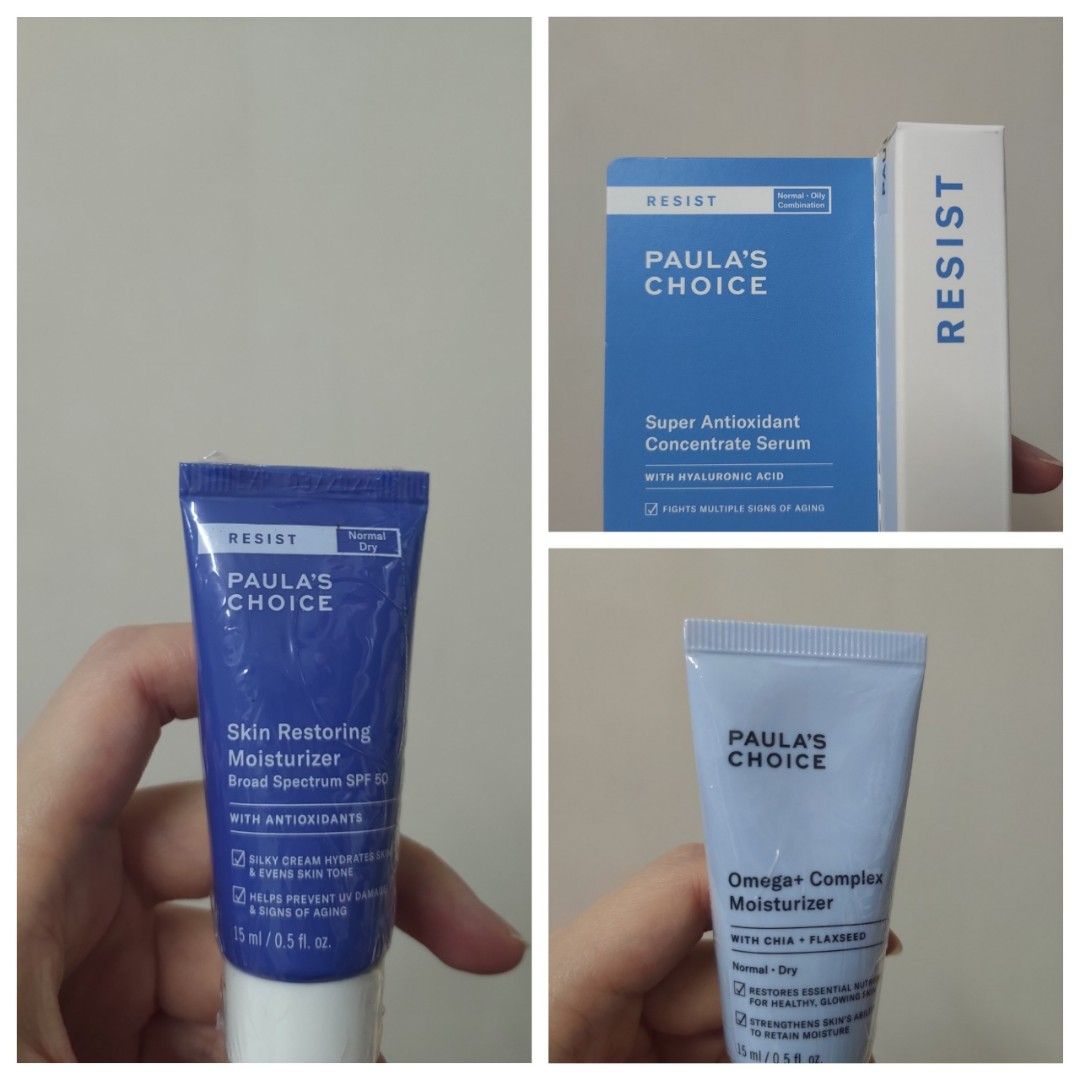 RESIST
Normal
Dry
PAULA'S
CHOICE
Skin Restoring
Moisturizer
Broad Spectrum SPF 50
WITH ANTIOXIDANTS
SILKY CREAM HYDRATES SKIN
& EVENS SKIN TONE
HELPS PREVENT UV DAMAGE
& SIGNS OF AGING
15 ml / 0.5 fl. oz.
RESIST
Normal • Oily
Combination
PAULA'S
CHOICE
Super Antioxidant
Concentrate Serum
WITH HYALURONIC ACID
FIGHTS MULTIPLE SIGNS OF AGING
RESIST
PAULA'S
CHOICE
Omega+ Complex
Moisturizer
WITH CHIA + FLAXSEED
Normal • Dry
RESTORES ESSENTIAL
FOR HEALTHY, GLOWING
STRENGTHENS SKIN'S
TO RETAIN MOISTURE
15 ml / 0.5 fl. oz.